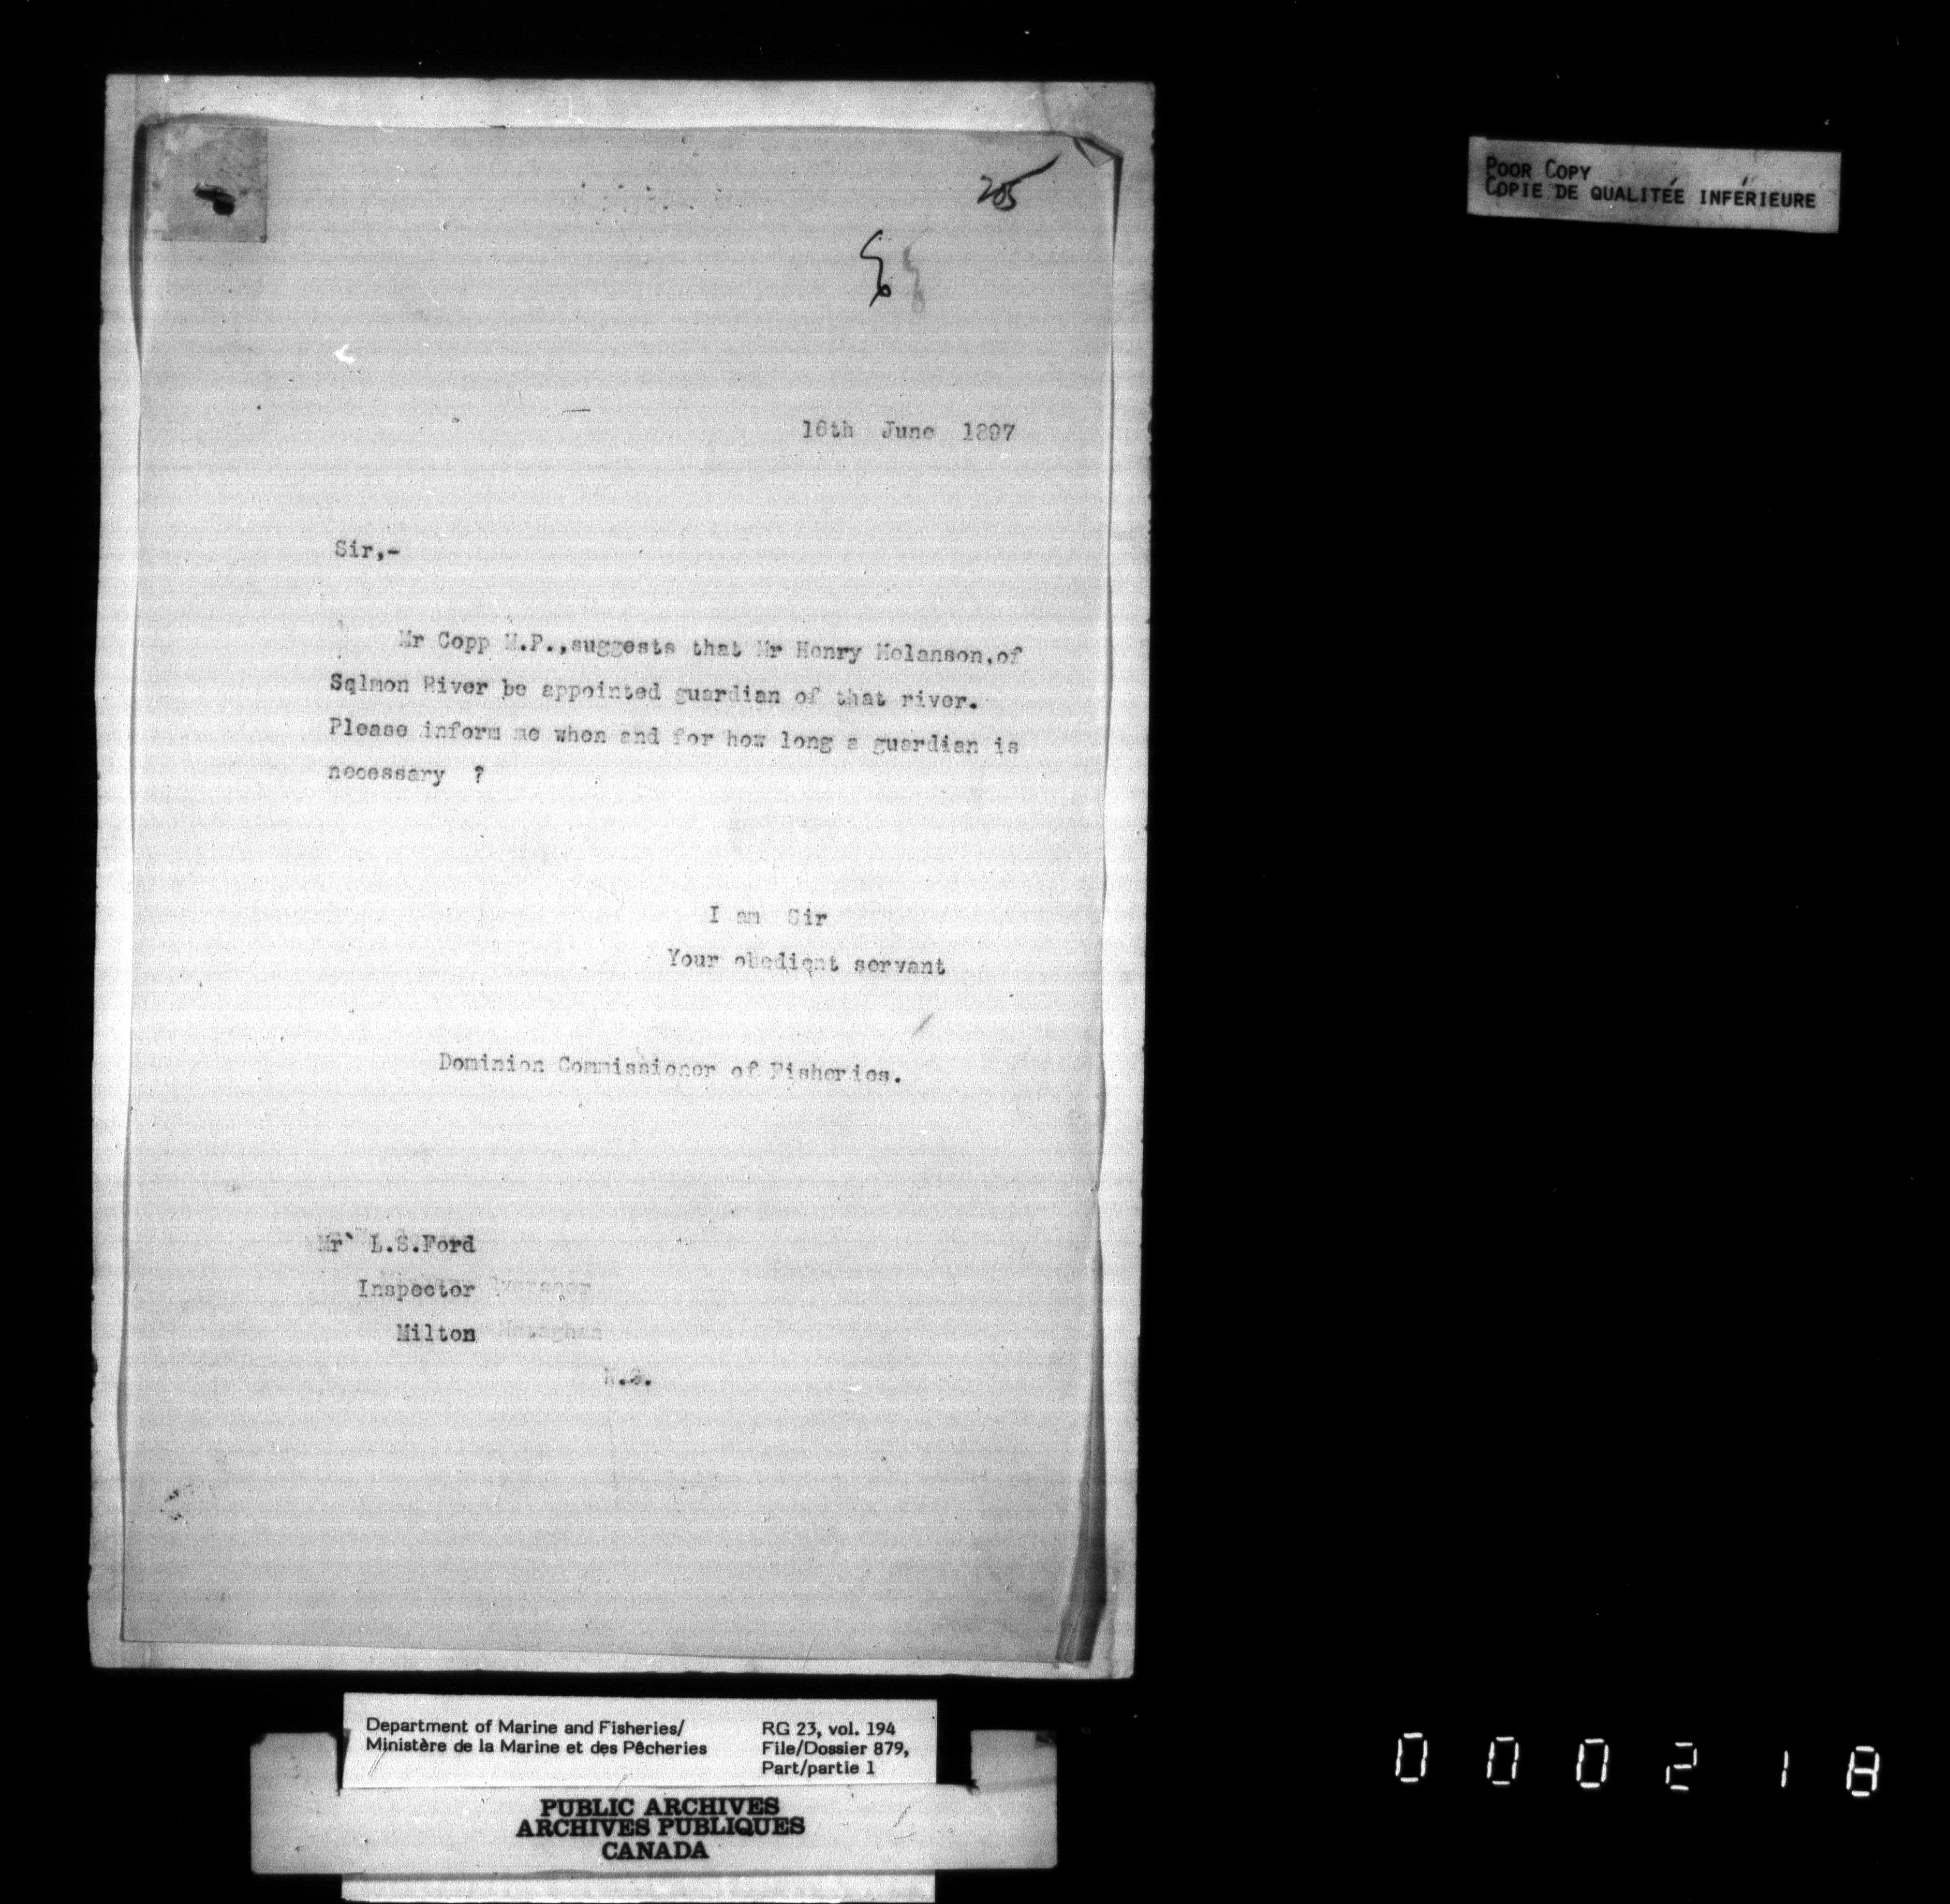 205
16th June 1897
Sir,-
Mr Copp M.P.,suggests that Mr Henry Melanson.of
Sqlmon River be appointed guardian of that river.
Please inform me when and for how long a guardian is
necessary ?
I am Sir
Your obedient servant
Dominion Commissioner of Fisheries.
Mr L.S.Ford
Inspector
Milton
N.S.
POOR COPY
COPIE DE QUALITÉE INFÉRIEURE
Department of Marine and Fisheries/
Ministère de la Marine et des Pêcheries
RG 23, vol. 194
File/Dossier 879,
Part/partie 1
PUBLIC ARCHIVES
ARCHIVES PUBLIQUES
CANADA
000218